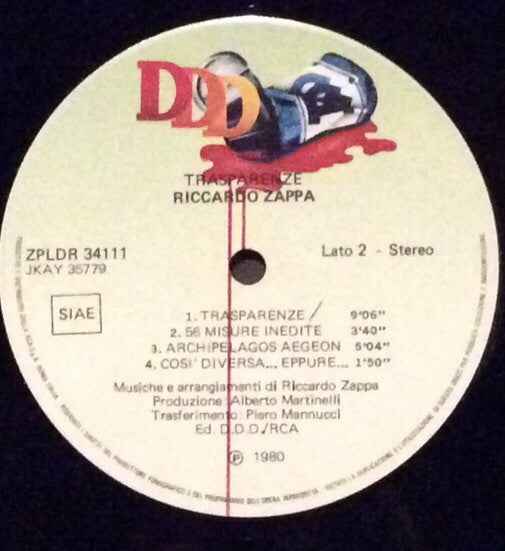 DDD
TRASPARENZE
RICCARDO ZAPPA
ZPLDR 34111
JKAY 35779
Lato 2 - Stereo
SIAE
1. TRASPARENZE / 9'06"
2. 56 MISURE INEDITE 3'40"
3. ARCHIPELAGOS AEGEON 5'04"
4. COSI' DIVERSA... EPPURE... 1'50"
Musiche e arrangiamenti di Riccardo Zappa
Produzione: Alberto Martinelli
Trasferimento: Piero Mannucci
Ed. D.D.D./RCA
℗ 1980